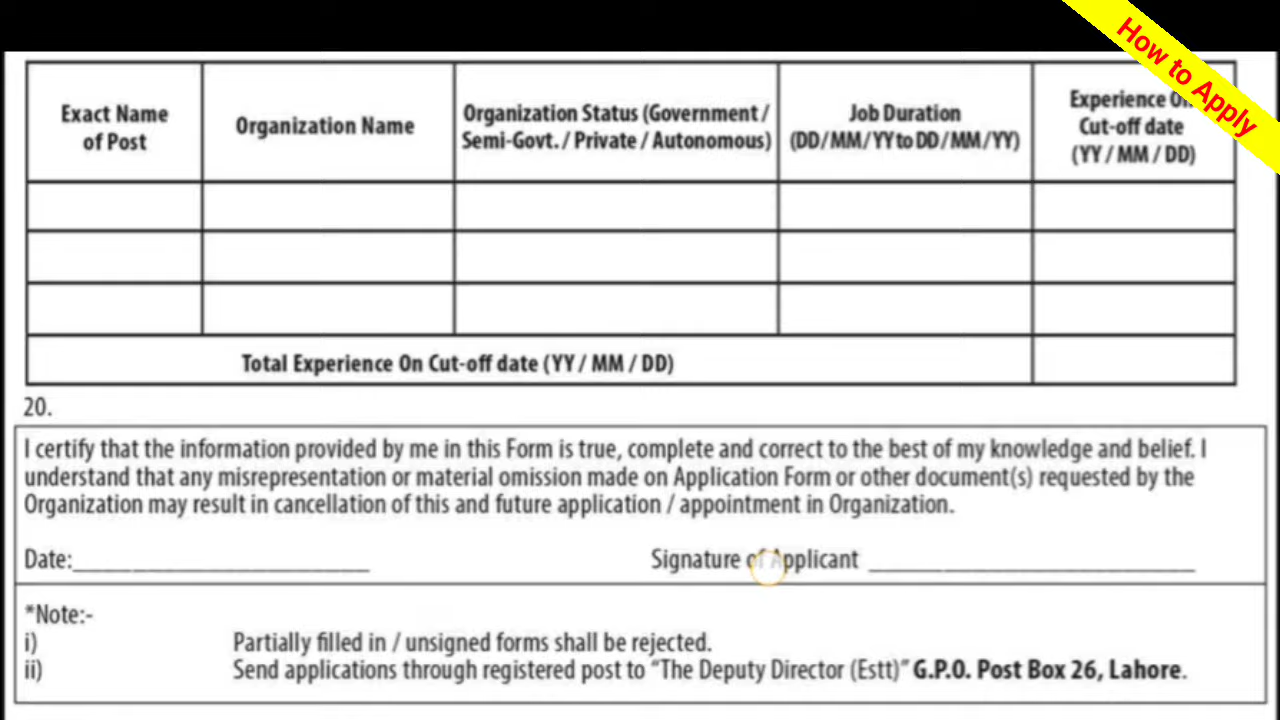 How to Apply
Exact Name
of Post
Organization Name
Organization Status (Government /
Semi-Govt. / Private / Autonomous)
Job Duration
(DD/MM/YY to DD/MM/YY)
Experience
Cut-off date
(YY / MM / DD)
Total Experience On Cut-off date (YY / MM / DD)
20.
I certify that the information provided by me in this Form is true, complete and correct to the best of my knowledge and belief. I
understand that any misrepresentation or material omission made on Application Form or other document(s) requested by the
Organization may result in cancellation of this and future application / appointment in Organization.
Date:____________________ Signature of Applicant ______________________
*Note:-
i) Partially filled in / unsigned forms shall be rejected.
ii) Send applications through registered post to “The Deputy Director (Estt)” G.P.O. Post Box 26, Lahore.